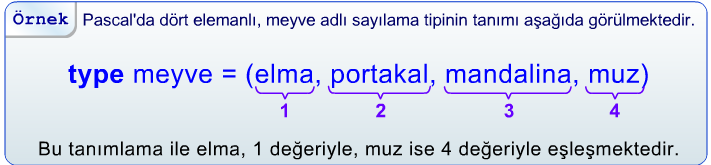 Örnek
Pascal'da dört elemanlı, meyve adlı sayılama tipinin tanımı aşağıda görülmektedir.
type meyve = (elma, portakal, mandalina, muz)
1 2 3 4
Bu tanımlama ile elma, 1 değeriyle, muz ise 4 değeriyle eşleşmektedir.